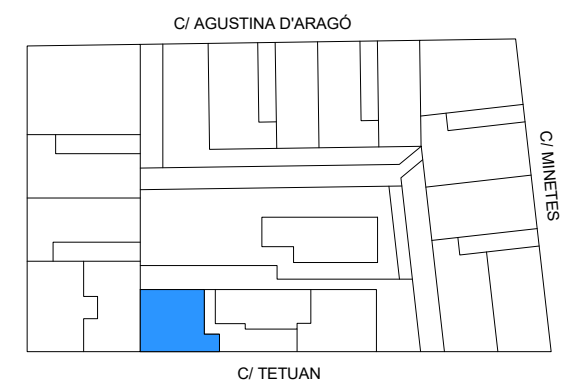 C/ AGUSTINA D'ARAGÓ
C/ MINETES
C/ TETUAN